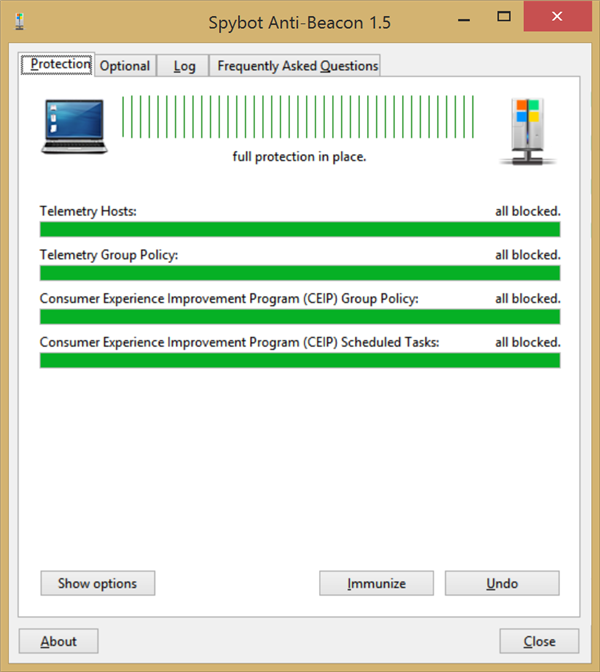 Spybot Anti-Beacon 1.5
Protection Optional Log Frequently Asked Questions
full protection in place.
Telemetry Hosts: all blocked.
Telemetry Group Policy: all blocked.
Consumer Experience Improvement Program (CEIP) Group Policy: all blocked.
Consumer Experience Improvement Program (CEIP) Scheduled Tasks: all blocked.
Show options Immunize Undo
About Close